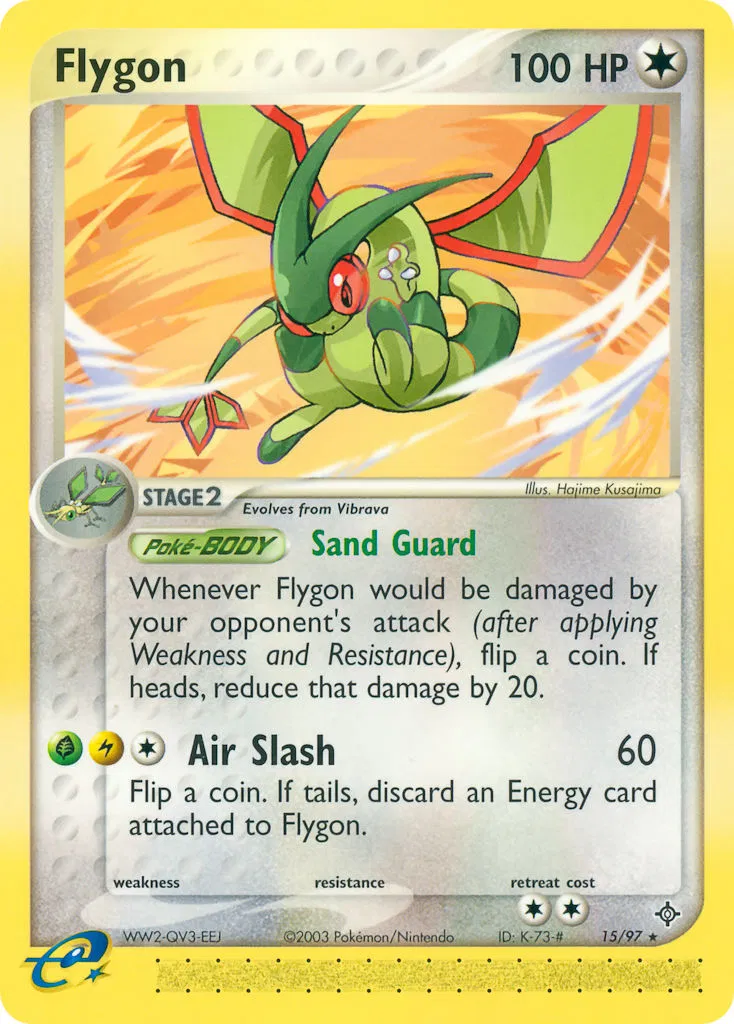 Flygon 100 HP
Illus. Hajime Kusajima
STAGE2
Evolves from Vibrava
Poké-BODY Sand Guard
Whenever Flygon would be damaged by
your opponent's attack (after applying
Weakness and Resistance), flip a coin. If
heads, reduce that damage by 20.
Air Slash 60
Flip a coin. If tails, discard an Energy card
attached to Flygon.
weakness resistance retreat cost
WW2-QV3-EEJ ©2003 Pokémon/Nintendo ID: K-73-# 15/97 ★
e